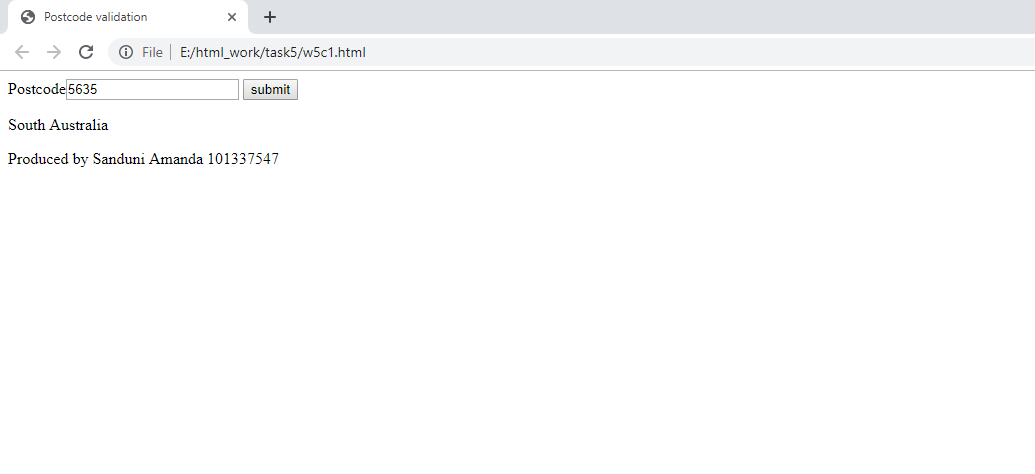 Postcode validation
File E:/html_work/task5/w5c1.html
Postcode 5635 submit
South Australia
Produced by Sanduni Amanda 101337547